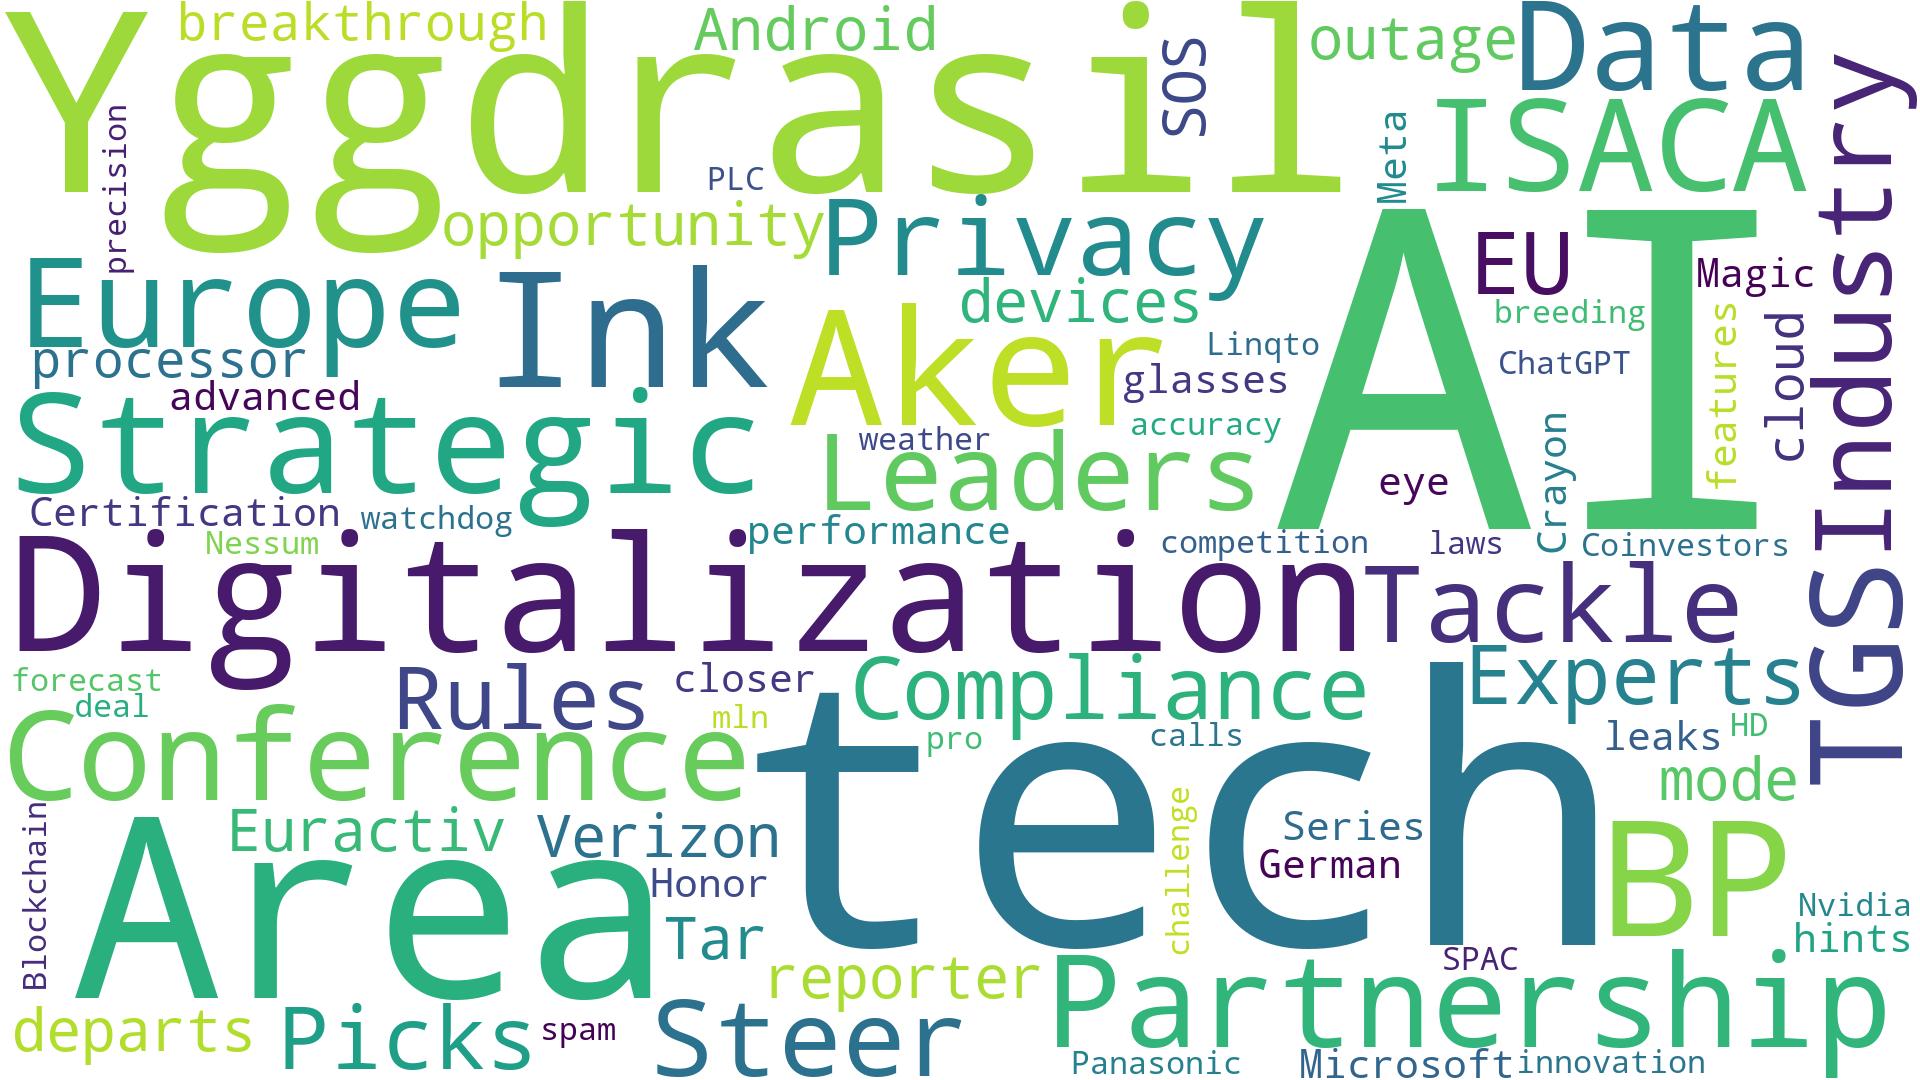 Yggdrasil
breakthrough
Android
SOS
outage
Data
precision
PLC
Meta
ISACA
Industry
opportunity
Privacy
Europe
Ink
devices
AI
EU
Magic
breeding
processor
Aker
Linqto
glasses
ChatGPT
features
cloud
advanced
Strategic
weather
accuracy
Leaders
eye
Crayon
Certification
watchdog
Nessum
performance
competition
laws
Coinvestors
Digitalization
Tackle
TGS
forecast
deal
Rules
closer
mln
Compliance
Experts
Conference
pro
calls
leaks
HD
tech
mode
Blockchain
Area
Euractiv
Verizon
Honor
challenge
Series
German
BP
Tar
Nvidia
hints
reporter
SPAC
Partnership
departs
Picks
spam
Steer
Panasonic
Microsoft
innovation